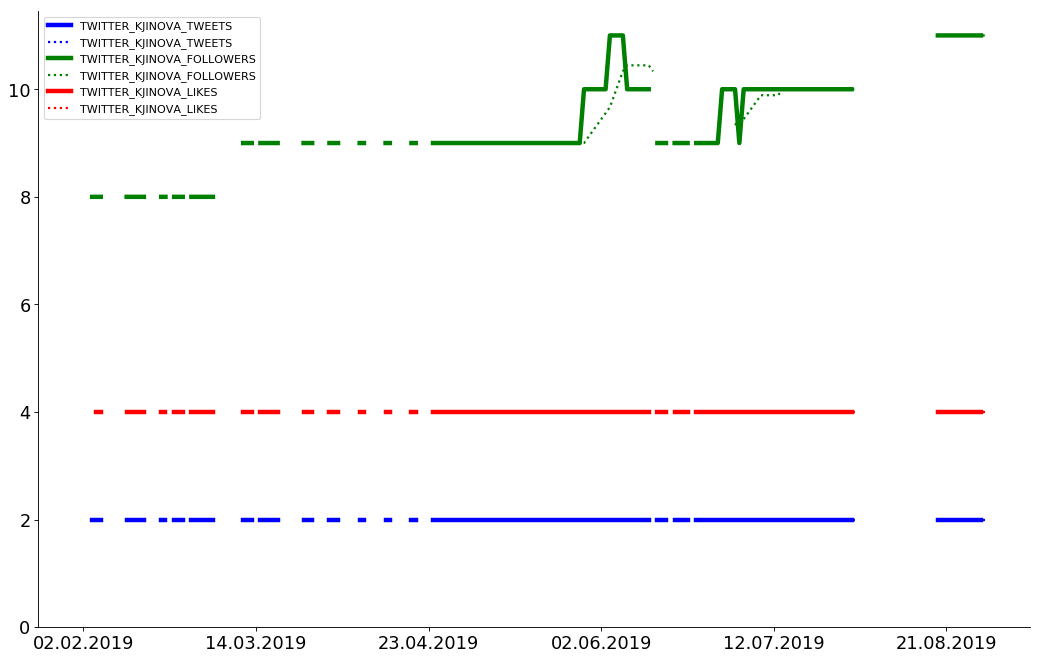 TWITTER_KJINOVA_TWEETS
TWITTER_KJINOVA_TWEETS
TWITTER_KJINOVA_FOLLOWERS
TWITTER_KJINOVA_FOLLOWERS
TWITTER_KJINOVA_LIKES
TWITTER_KJINOVA_LIKES
10
8
6
4
2
0
02.02.2019 14.03.2019 23.04.2019 02.06.2019 12.07.2019 21.08.2019